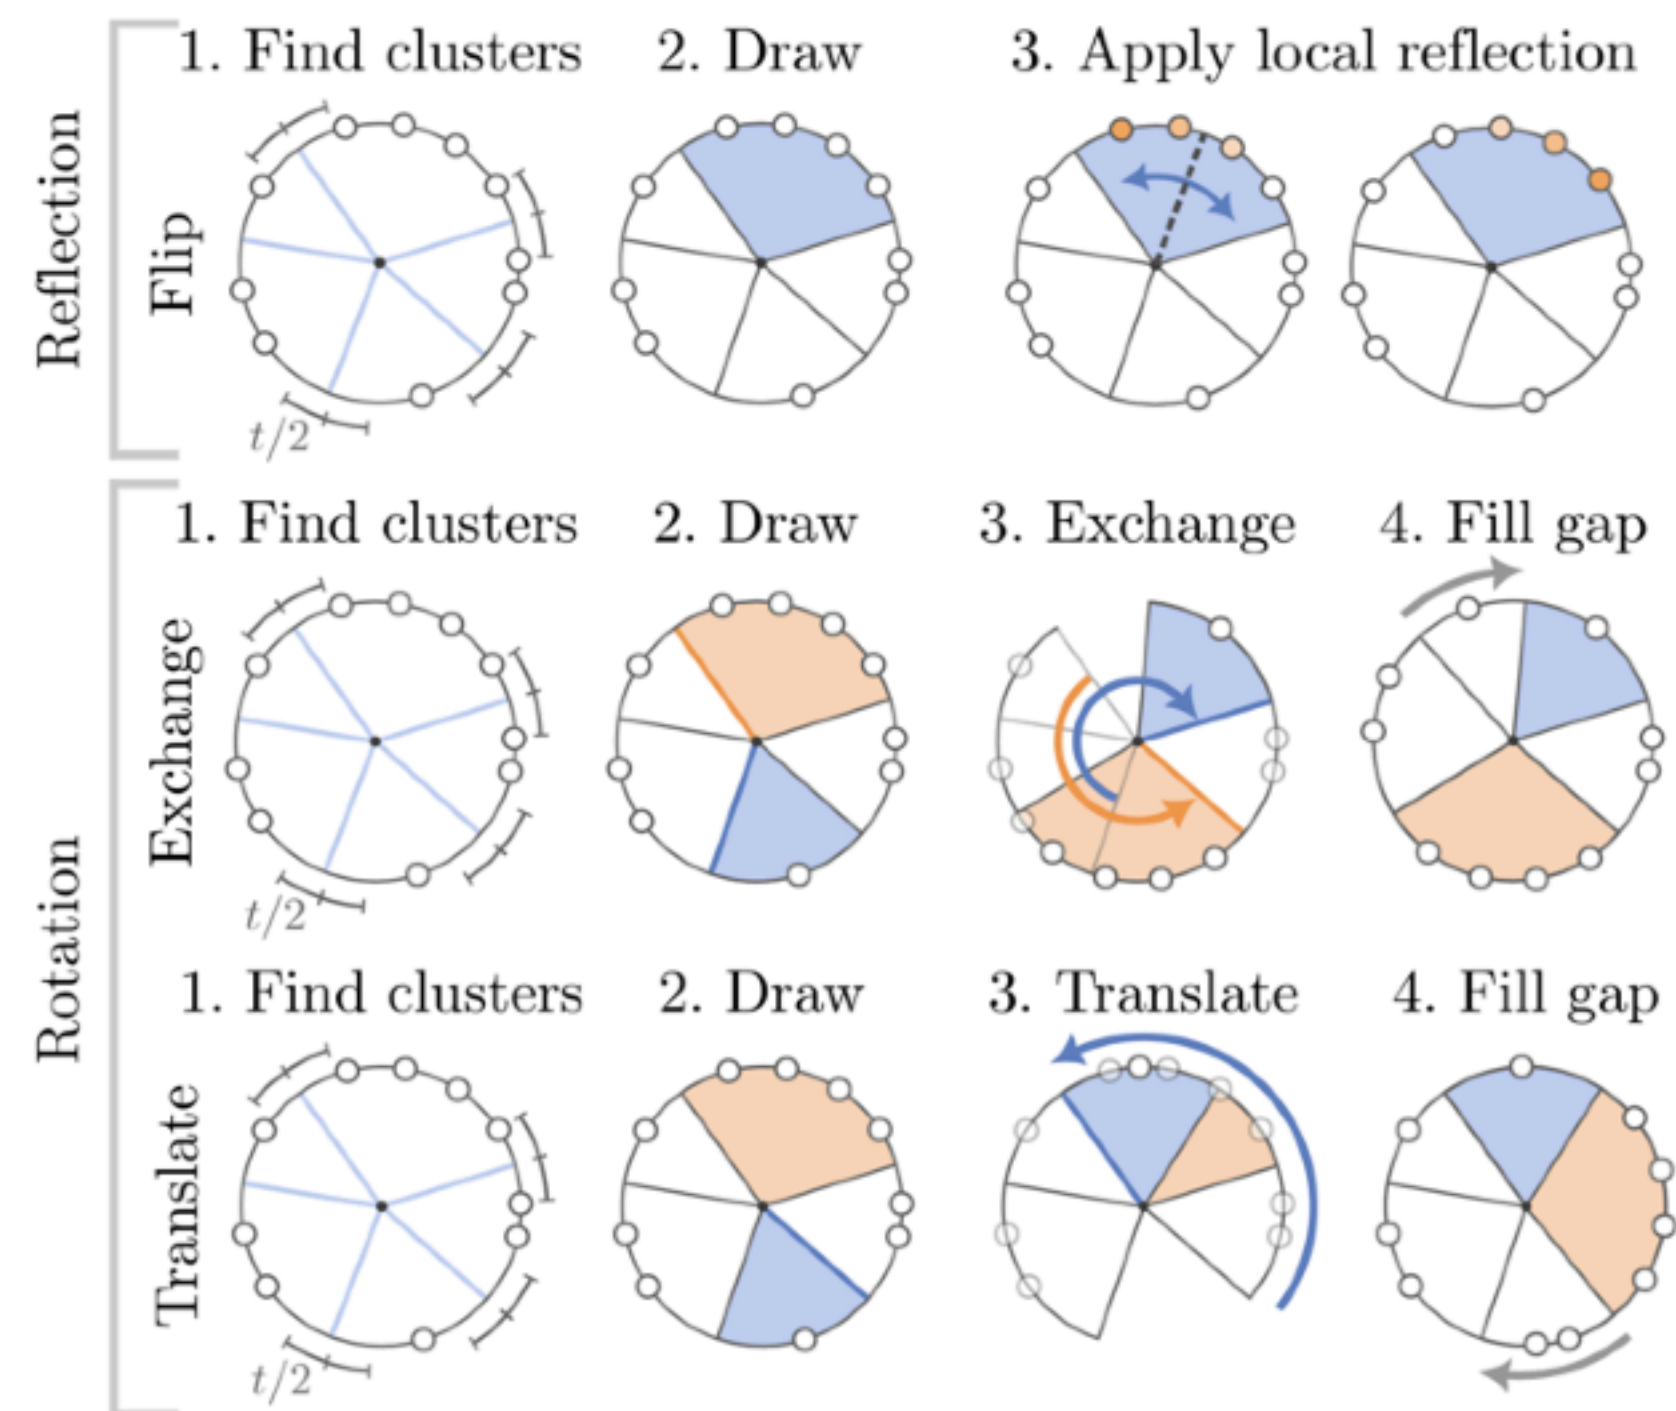 Reflection
Flip
1. Find clusters
2. Draw
3. Apply local reflection
t/2
Rotation
Exchange
1. Find clusters
2. Draw
3. Exchange
4. Fill gap
t/2
Translate
1. Find clusters
2. Draw
3. Translate
4. Fill gap
t/2